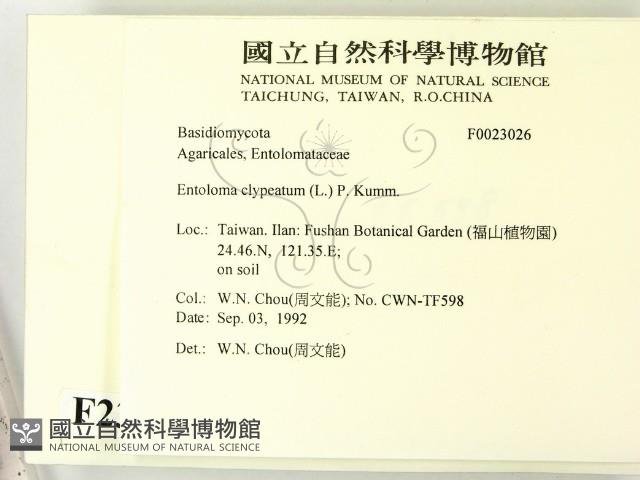 國立自然科學博物館
NATIONAL MUSEUM OF NATURAL SCIENCE
TAICHUNG, TAIWAN, R.O.CHINA
Basidiomycota F0023026
Agaricales, Entolomataceae
Entoloma clypeatum (L.) P. Kumm.
Loc.: Taiwan. Ilan: Fushan Botanical Garden (福山植物園)
24.46.N, 121.35.E;
on soil
Col.: W.N. Chou(周文能); No. CWN-TF598
Date: Sep. 03, 1992
Det.: W.N. Chou(周文能)
國立自然科學博物館
NATIONAL MUSEUM OF NATURAL SCIENCE